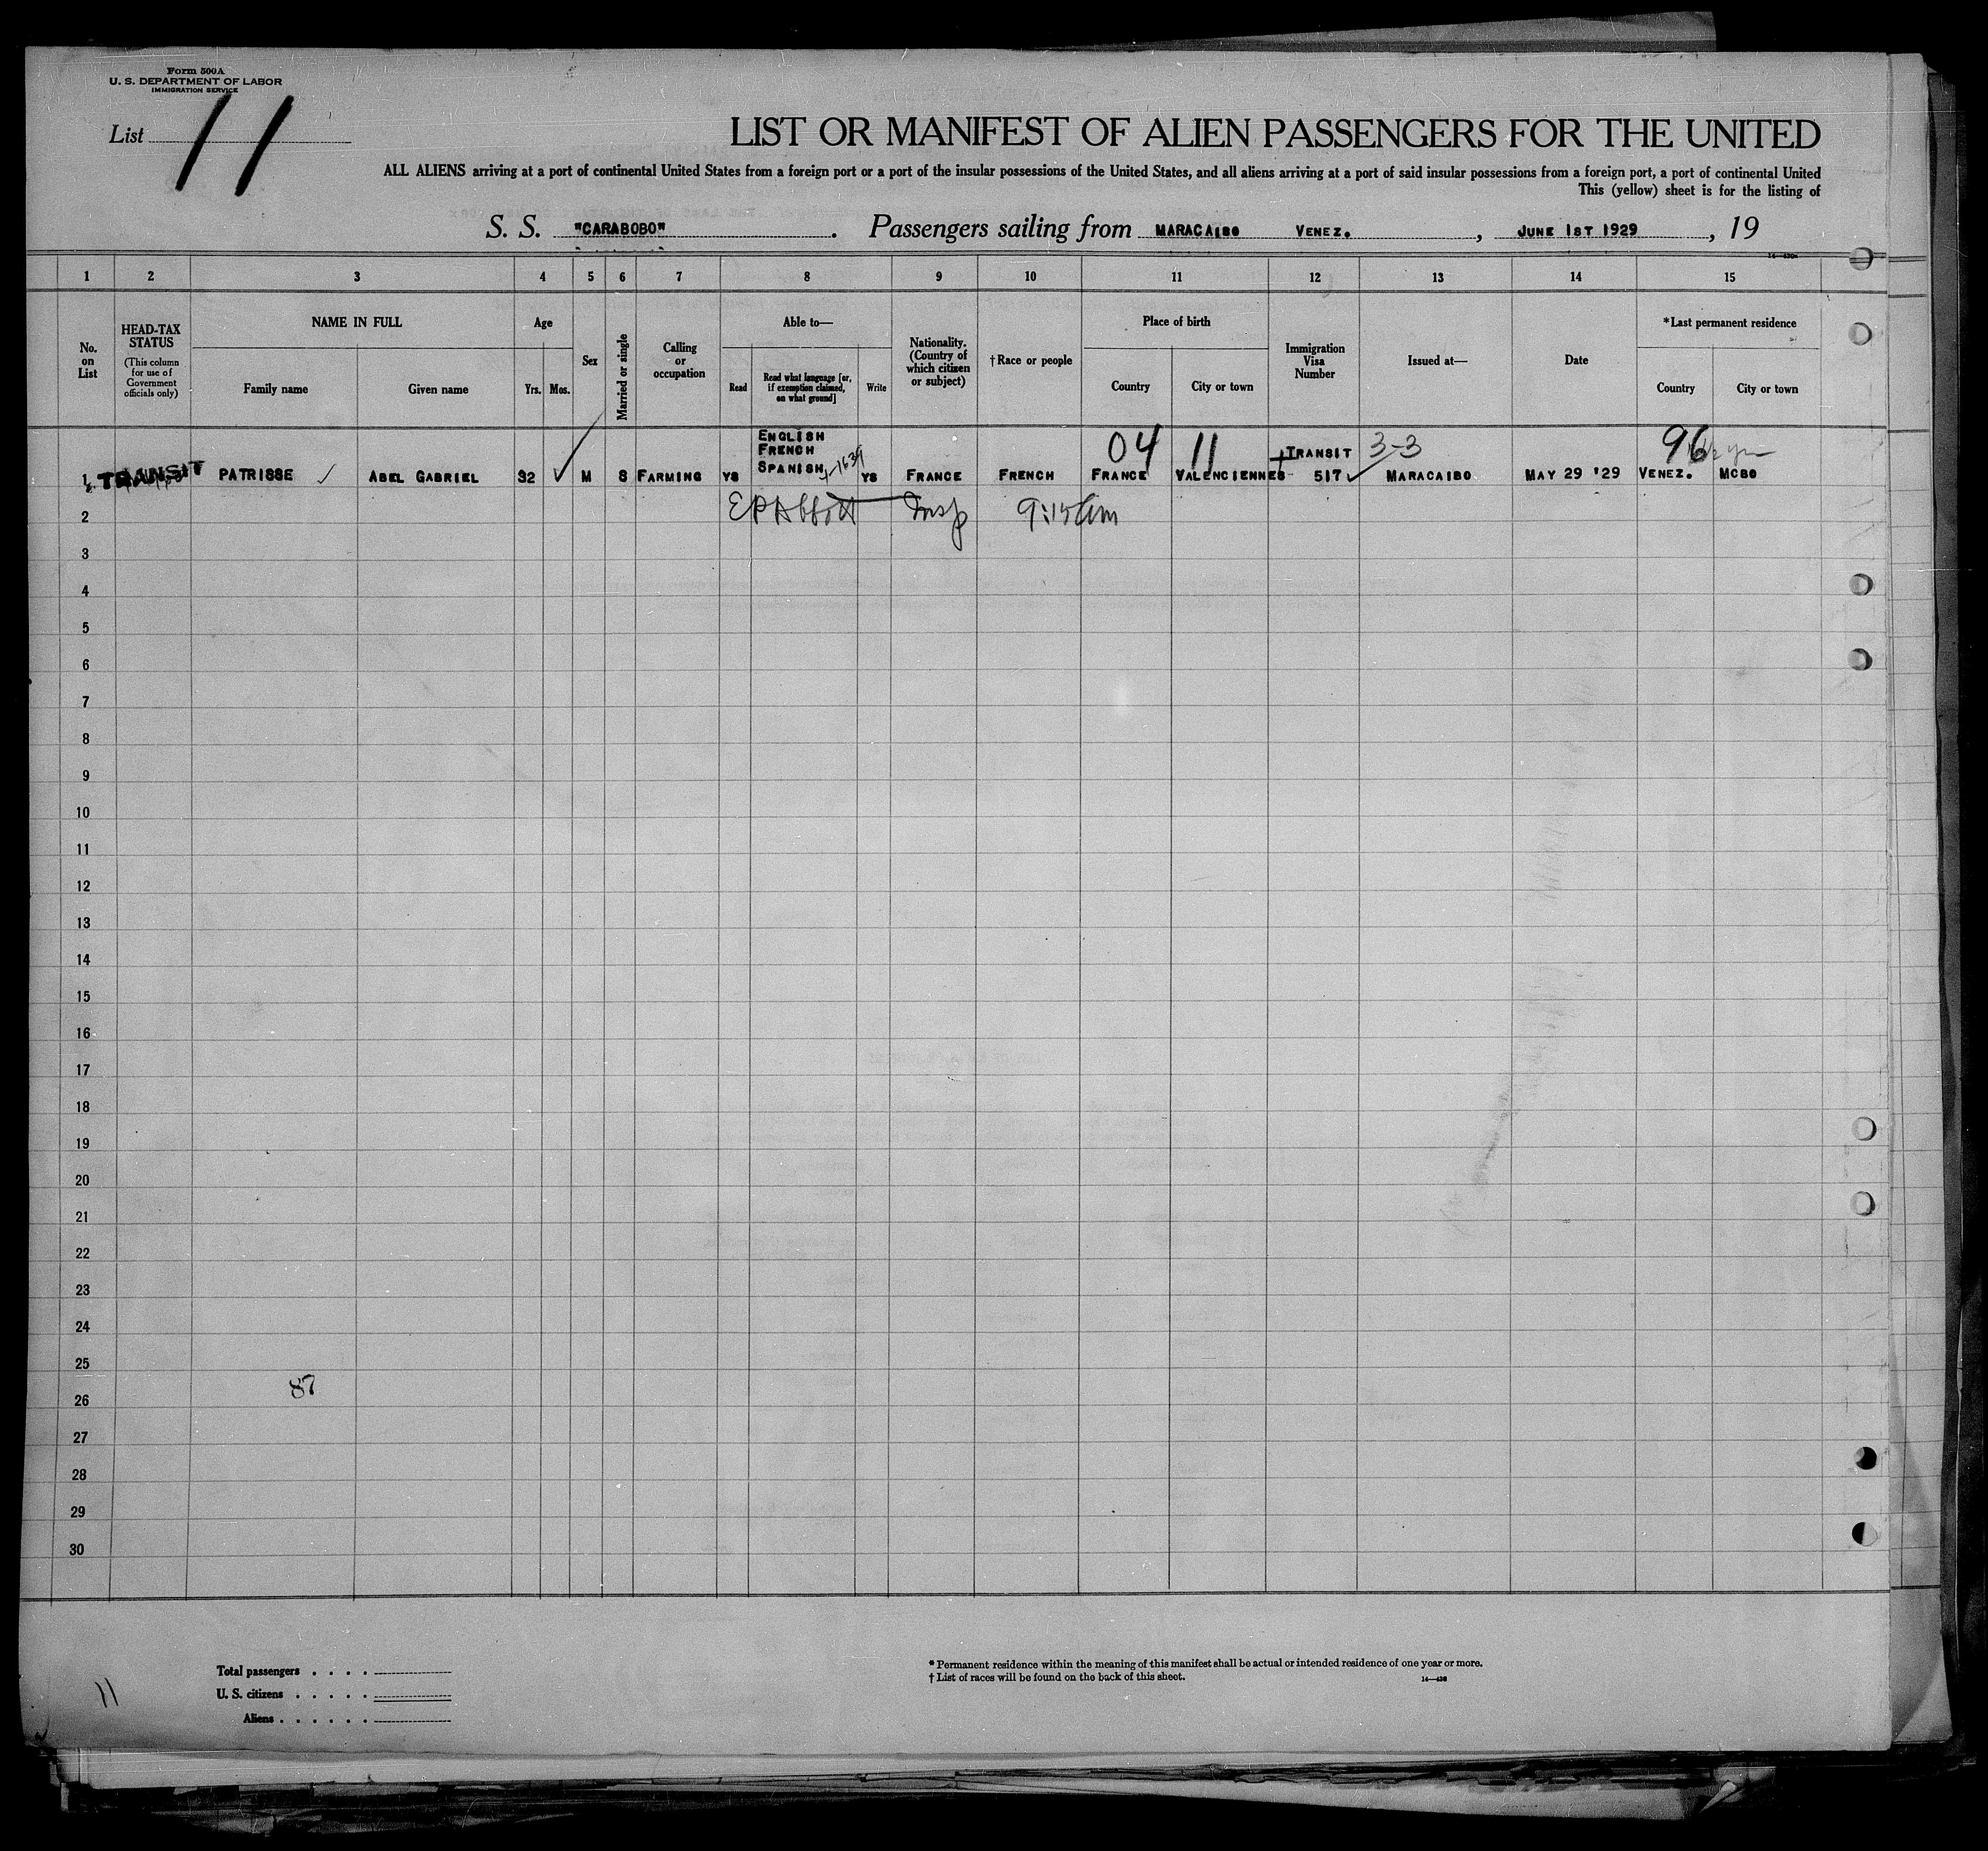 Form 500A
U. S. DEPARTMENT OF LABOR
IMMIGRATION SERVICE
List 11
LIST OR MANIFEST OF ALIEN PASSENGERS FOR THE UNITED
ALL ALIENS arriving at a port of continental United States from a foreign port or a port of the insular possessions of the United States, and all aliens arriving at a port of said insular possessions from a foreign port, a port of continental United
This (yellow) sheet is for the listing of
S. S. "CARABOBO". Passengers sailing from MARACAIBO VENEZ., JUNE 1ST 1929, 19
1 2 3 4 5 6 7 8 9 10 11 12 13 14 15
No. on List
HEAD-TAX STATUS
(This column for use of Government officials only)
NAME IN FULL
Family name Given name
Age
Yrs. Mos.
Sex
Married or single
Calling or occupation
Able to—
Read
Read what language [or, if exemption claimed, on what ground]
Write
Nationality. (Country of which citizen or subject)
† Race or people
Place of birth
Country City or town
Immigration Visa Number
Issued at—
Date
*Last permanent residence
Country City or town
04 11 3-3 96
ENGLISH
FRENCH
SPANISH
TRANSIT
1 TRANSIT PATRISSE ✓ ABEL GABRIEL 32 ✓ M S FARMING YS YS FRANCE FRENCH FRANCE VALENCIENNES 517 ✓ MARACAIBO MAY 29 '29 VENEZ. MCBO
2 E P Abbott Insp 9:15 am
3
4
5
6
7
8
9
10
11
12
13
14
15
16
17
18
19
20
21
22
23
24
25
87
26
27
28
29
30
Total passengers . . . .
U. S. citizens . . . . .
Aliens . . . . . .
11
* Permanent residence within the meaning of this manifest shall be actual or intended residence of one year or more.
† List of races will be found on the back of this sheet.
14—430